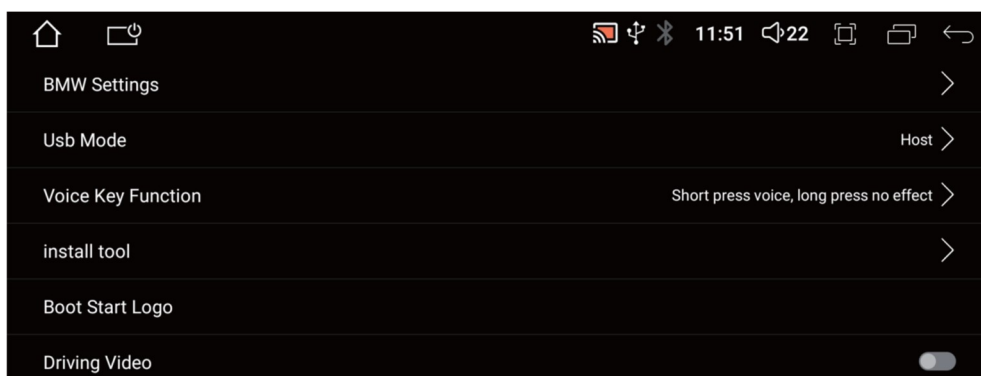 11:51 22
BMW Settings
Usb Mode Host
Voice Key Function Short press voice, long press no effect
install tool
Boot Start Logo
Driving Video